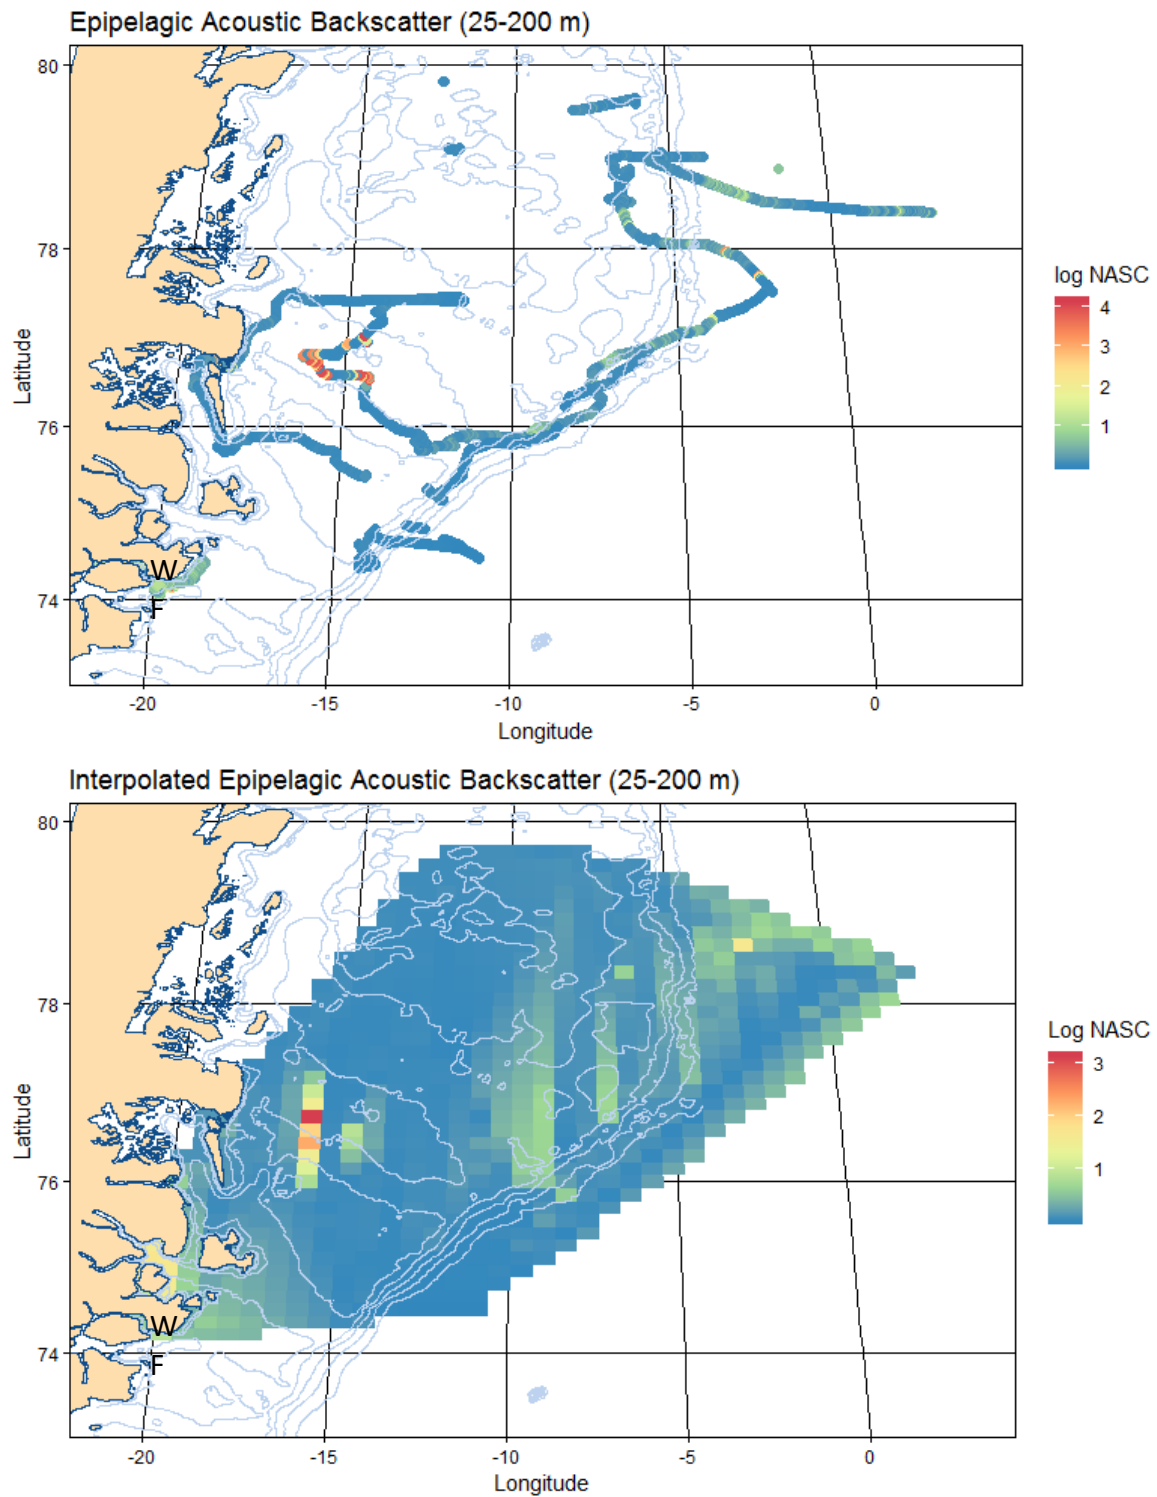 Epipelagic Acoustic Backscatter (25-200 m)
80
78
76
74
Latitude
W
F
-20
-15
-10
-5
0
Longitude
log NASC
4
3
2
1
Interpolated Epipelagic Acoustic Backscatter (25-200 m)
80
78
76
74
Latitude
W
F
-20
-15
-10
-5
0
Longitude
Log NASC
3
2
1